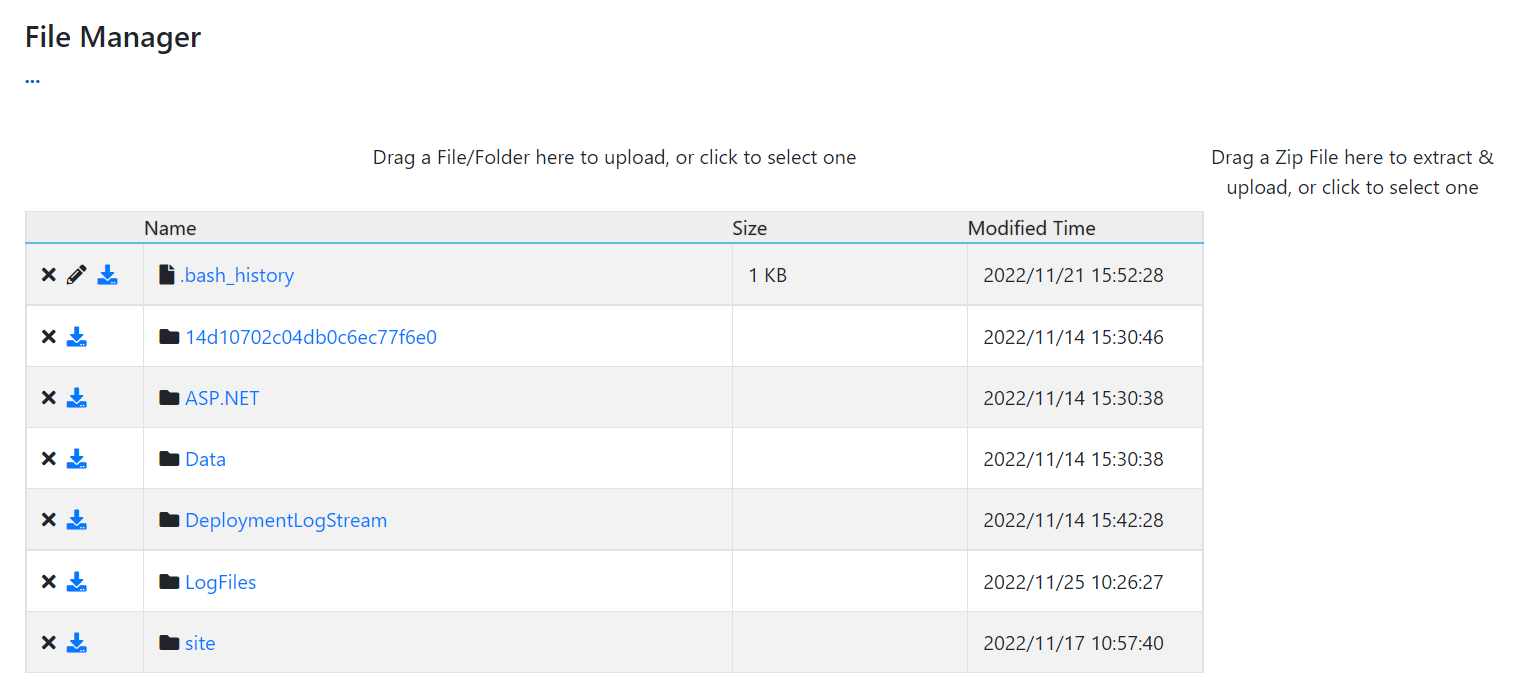 File Manager
...
Drag a File/Folder here to upload, or click to select one
Drag a Zip File here to extract &
upload, or click to select one
Name Size Modified Time
.bash_history 1 KB 2022/11/21 15:52:28
14d10702c04db0c6ec77f6e0 2022/11/14 15:30:46
ASP.NET 2022/11/14 15:30:38
Data 2022/11/14 15:30:38
DeploymentLogStream 2022/11/14 15:42:28
LogFiles 2022/11/25 10:26:27
site 2022/11/17 10:57:40